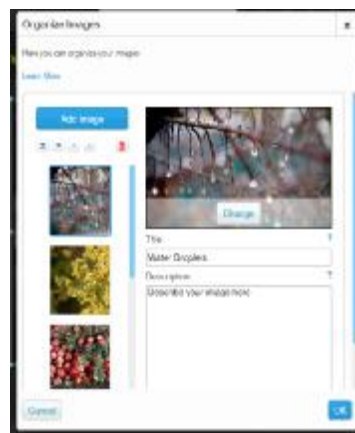 Organize Images
Here you can organize your images
Learn More
Add Image
Change
Title
?
Water Droplets
Description
?
Describe your image here
Cancel
OK